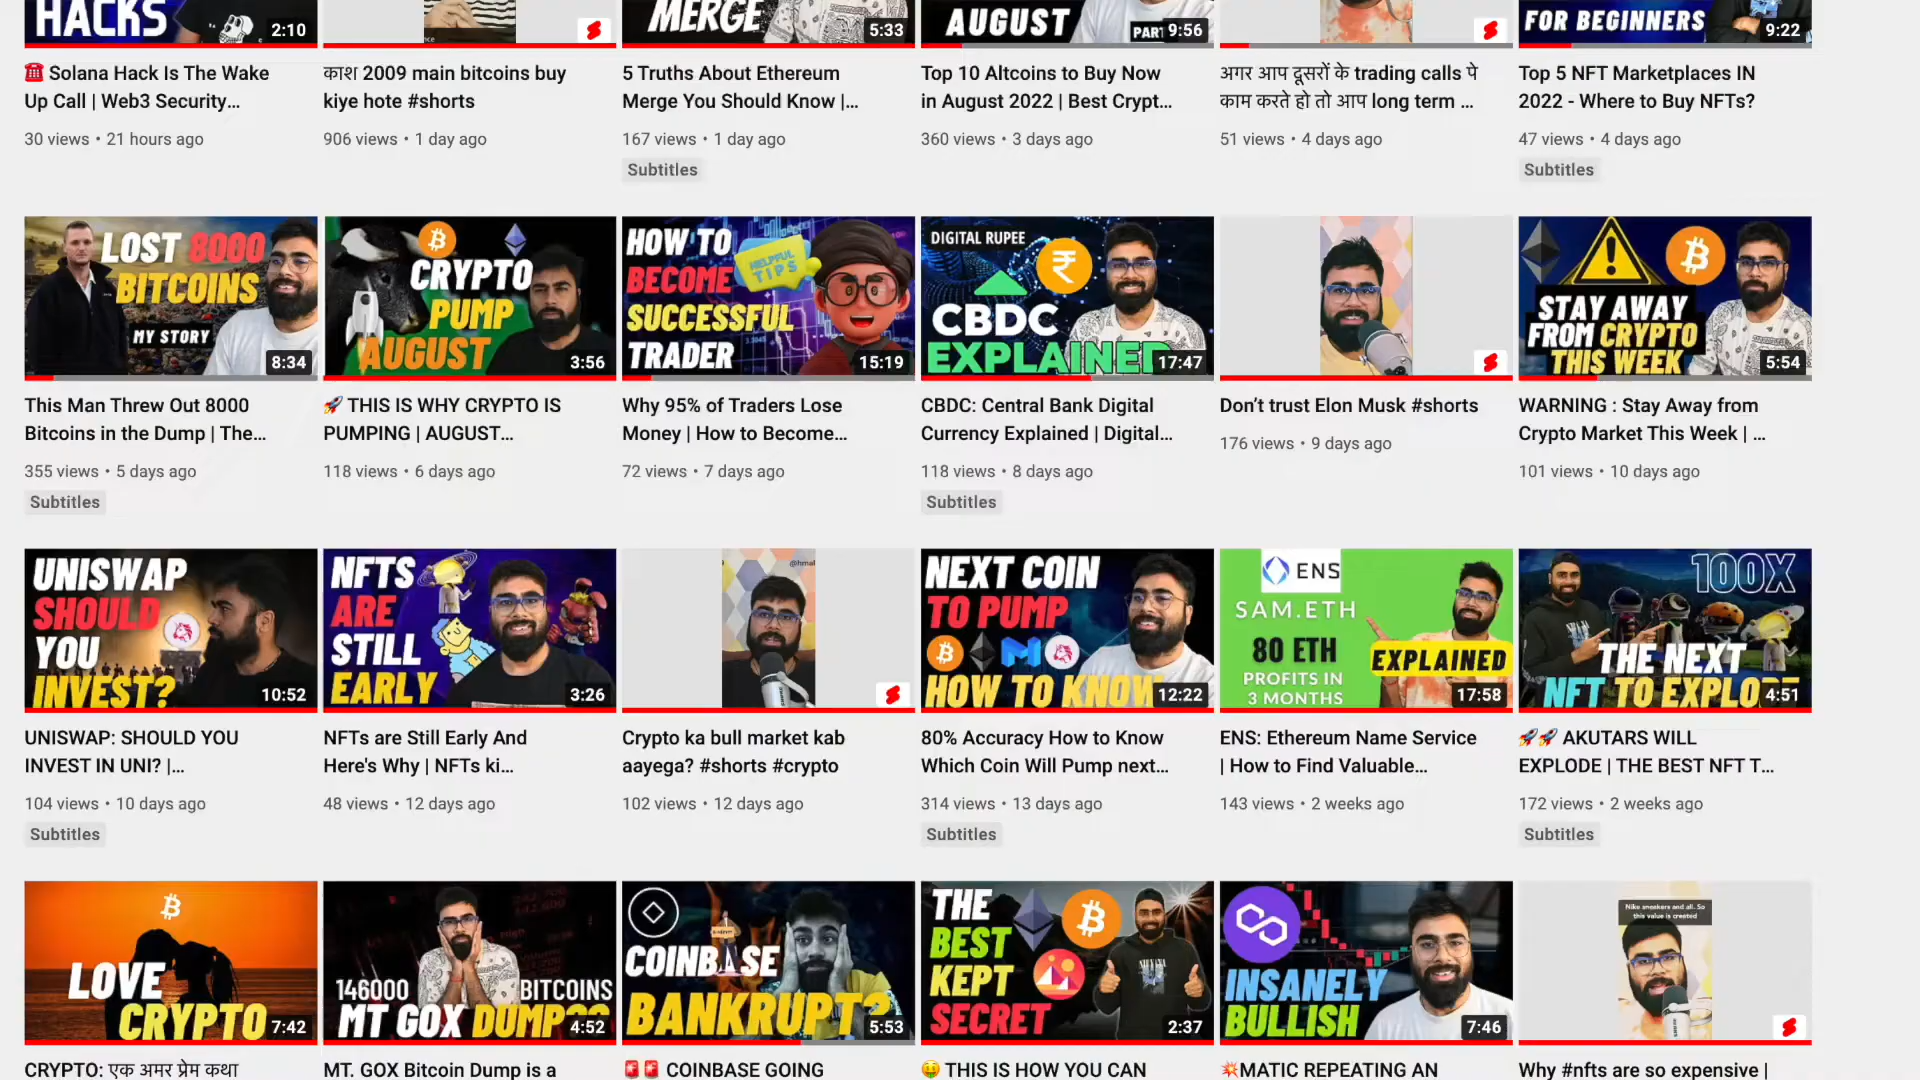 HACKS
2:10
MERGE
5:33
AUGUST
PART
9:56
FOR BEGINNERS
9:22
☎️ Solana Hack Is The Wake
Up Call | Web3 Security...
30 views • 21 hours ago
काश 2009 main bitcoins buy
kiye hote #shorts
906 views • 1 day ago
5 Truths About Ethereum
Merge You Should Know |...
167 views • 1 day ago
Subtitles
Top 10 Altcoins to Buy Now
in August 2022 | Best Crypt...
360 views • 3 days ago
अगर आप दूसरों के trading calls पे
काम करते हो तो आप long term ...
51 views • 4 days ago
Top 5 NFT Marketplaces IN
2022 - Where to Buy NFTs?
47 views • 4 days ago
Subtitles
LOST 8000
BITCOINS
MY STORY
8:34
CRYPTO
PUMP
AUGUST
3:56
HOW TO
BECOME
SUCCESSFUL
TRADER
HELPFUL
TIPS
15:19
DIGITAL RUPEE
CBDC
EXPLAINED
17:47
STAY AWAY
FROM CRYPTO
THIS WEEK
5:54
This Man Threw Out 8000
Bitcoins in the Dump | The...
355 views • 5 days ago
Subtitles
🚀 THIS IS WHY CRYPTO IS
PUMPING | AUGUST...
118 views • 6 days ago
Why 95% of Traders Lose
Money | How to Become...
72 views • 7 days ago
CBDC: Central Bank Digital
Currency Explained | Digital...
118 views • 8 days ago
Subtitles
Don't trust Elon Musk #shorts
176 views • 9 days ago
WARNING : Stay Away from
Crypto Market This Week | ...
101 views • 10 days ago
UNISWAP
SHOULD
YOU
INVEST?
10:52
NFTS
ARE
STILL
EARLY
3:26
NEXT COIN
TO PUMP
HOW TO KNOW
12:22
ENS
SAM.ETH
80 ETH
PROFITS IN
3 MONTHS
EXPLAINED
17:58
100X
THE NEXT
NFT TO EXPLODE
4:51
UNISWAP: SHOULD YOU
INVEST IN UNI? |...
104 views • 10 days ago
Subtitles
NFTs are Still Early And
Here's Why | NFTs ki...
48 views • 12 days ago
Crypto ka bull market kab
aayega? #shorts #crypto
102 views • 12 days ago
80% Accuracy How to Know
Which Coin Will Pump next...
314 views • 13 days ago
Subtitles
ENS: Ethereum Name Service
| How to Find Valuable...
143 views • 2 weeks ago
🚀🚀 AKUTARS WILL
EXPLODE | THE BEST NFT T...
172 views • 2 weeks ago
Subtitles
LOVE
CRYPTO
7:42
146000 BITCOINS
MT GOX DUMP??
4:52
COINBASE
BANKRUPT?
5:53
THE
BEST
KEPT
SECRET
2:37
INSANELY
BULLISH
7:46
Nike sneakers and all. So
this value is created
CRYPTO: एक अमर प्रेम कथा
MT. GOX Bitcoin Dump is a
🚨🚨 COINBASE GOING
🤑 THIS IS HOW YOU CAN
💥MATIC REPEATING AN
Why #nfts are so expensive |